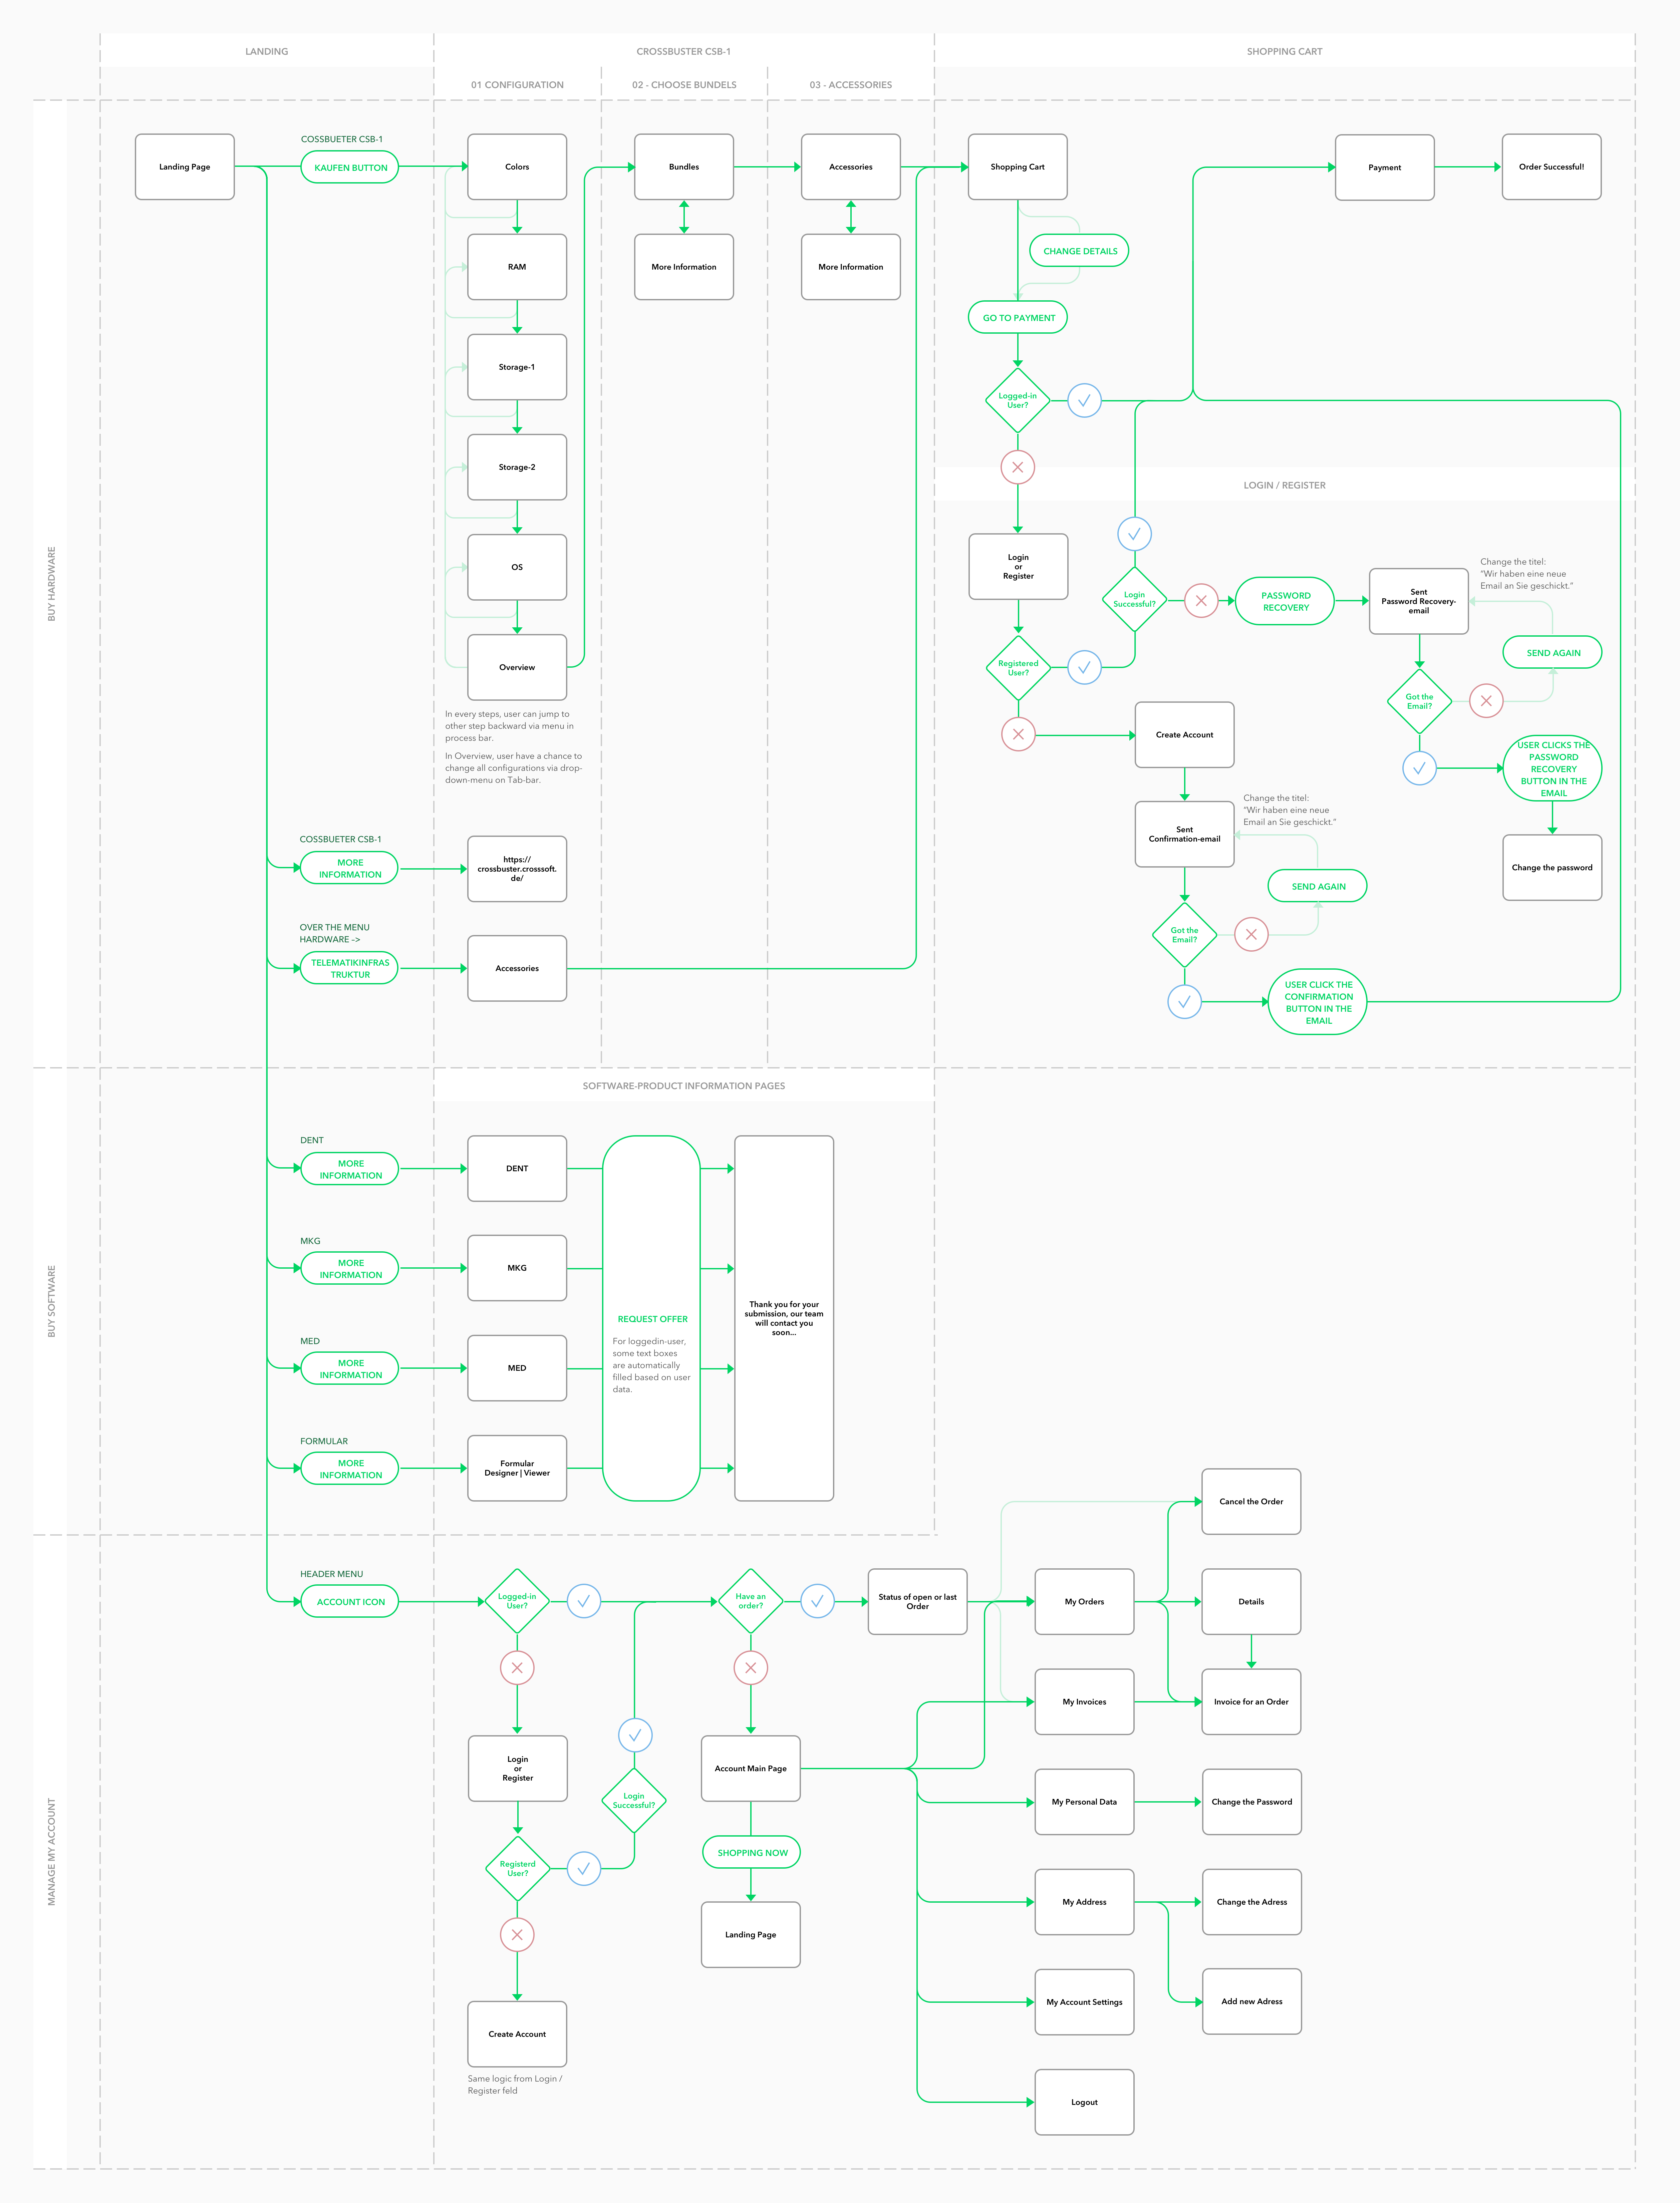 LANDING
CROSSBUSTER CSB-1
SHOPPING CART
01 CONFIGURATION
02 - CHOOSE BUNDELS
03 - ACCESSORIES
BUY HARDWARE
Landing Page
COSSBUETER CSB-1
KAUFEN BUTTON
Colors
RAM
Storage-1
Storage-2
OS
Overview
In every steps, user can jump to
other step backward via menu in
process bar.
In Overview, user have a chance to
change all configurations via drop-
down-menu on Tab-bar.
Bundles
More Information
Accessories
More Information
Shopping Cart
CHANGE DETAILS
GO TO PAYMENT
Logged-in
User?
Payment
Order Successful!
LOGIN / REGISTER
Login
or
Register
Registered
User?
Login
Successful?
PASSWORD
RECOVERY
Sent
Password Recovery-
email
Change the titel:
"Wir haben eine neue
Email an Sie geschickt."
SEND AGAIN
Got the
Email?
USER CLICKS THE
PASSWORD
RECOVERY
BUTTON IN THE
EMAIL
Change the password
Create Account
Sent
Confirmation-email
Change the titel:
"Wir haben eine neue
Email an Sie geschickt."
SEND AGAIN
Got the
Email?
USER CLICK THE
CONFIRMATION
BUTTON IN THE
EMAIL
COSSBUETER CSB-1
MORE
INFORMATION
https://
crossbuster.crosssoft.
de/
OVER THE MENU
HARDWARE ->
TELEMATIKINFRAS
TRUKTUR
Accessories
BUY SOFTWARE
SOFTWARE-PRODUCT INFORMATION PAGES
DENT
MORE
INFORMATION
DENT
MKG
MORE
INFORMATION
MKG
MED
MORE
INFORMATION
MED
FORMULAR
MORE
INFORMATION
Formular
Designer | Viewer
REQUEST OFFER
For loggedin-user,
some text boxes
are automatically
filled based on user
data.
Thank you for your
submission, our team
will contact you
soon...
MANAGE MY ACCOUNT
HEADER MENU
ACCOUNT ICON
Logged-in
User?
Login
or
Register
Registerd
User?
Login
Successful?
Create Account
Same logic from Login /
Register feld
Have an
order?
Account Main Page
SHOPPING NOW
Landing Page
Status of open or last
Order
My Orders
My Invoices
My Personal Data
My Address
My Account Settings
Logout
Cancel the Order
Details
Invoice for an Order
Change the Password
Change the Adress
Add new Adress